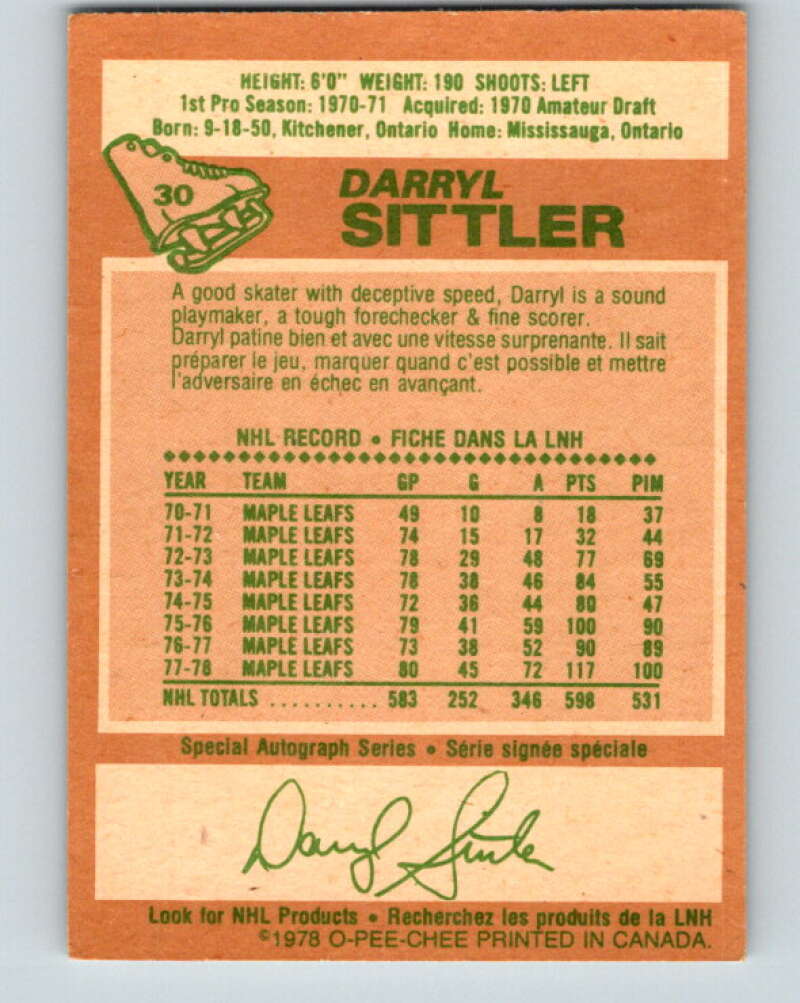 HEIGHT: 6'0" WEIGHT: 190 SHOOTS: LEFT
1st Pro Season: 1970-71 Acquired: 1970 Amateur Draft
Born: 9-18-50, Kitchener, Ontario Home: Mississauga, Ontario
30
DARRYL
SITTLER
A good skater with deceptive speed, Darryl is a sound
playmaker, a tough forechecker & fine scorer.
Darryl patine bien et avec une vitesse surprenante. Il sait
préparer le jeu, marquer quand c'est possible et mettre
l'adversaire en échec en avançant.
NHL RECORD • FICHE DANS LA LNH
YEAR TEAM GP G A PTS PIM
70-71 MAPLE LEAFS 49 10 8 18 37
71-72 MAPLE LEAFS 74 15 17 32 44
72-73 MAPLE LEAFS 78 29 48 77 69
73-74 MAPLE LEAFS 78 38 46 84 55
74-75 MAPLE LEAFS 72 36 44 80 47
75-76 MAPLE LEAFS 79 41 59 100 90
76-77 MAPLE LEAFS 73 38 52 90 89
77-78 MAPLE LEAFS 80 45 72 117 100
NHL TOTALS .......... 583 252 346 598 531
Special Autograph Series • Série signée spéciale
Darryl Sittler
Look for NHL Products • Recherchez les produits de la LNH
©1978 O-PEE-CHEE PRINTED IN CANADA.